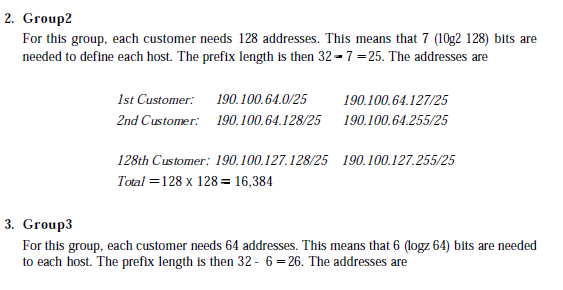 2. Group2
For this group, each customer needs 128 addresses. This means that 7 (10g2 128) bits are
needed to define each host. The prefix length is then 32 - 7 = 25. The addresses are
1st Customer: 190.100.64.0/25 190.100.64.127/25
2nd Customer: 190.100.64.128/25 190.100.64.255/25
128th Customer: 190.100.127.128/25 190.100.127.255/25
Total = 128 x 128 = 16,384
3. Group3
For this group, each customer needs 64 addresses. This means that 6 (logz 64) bits are needed
to each host. The prefix length is then 32 - 6 = 26. The addresses are